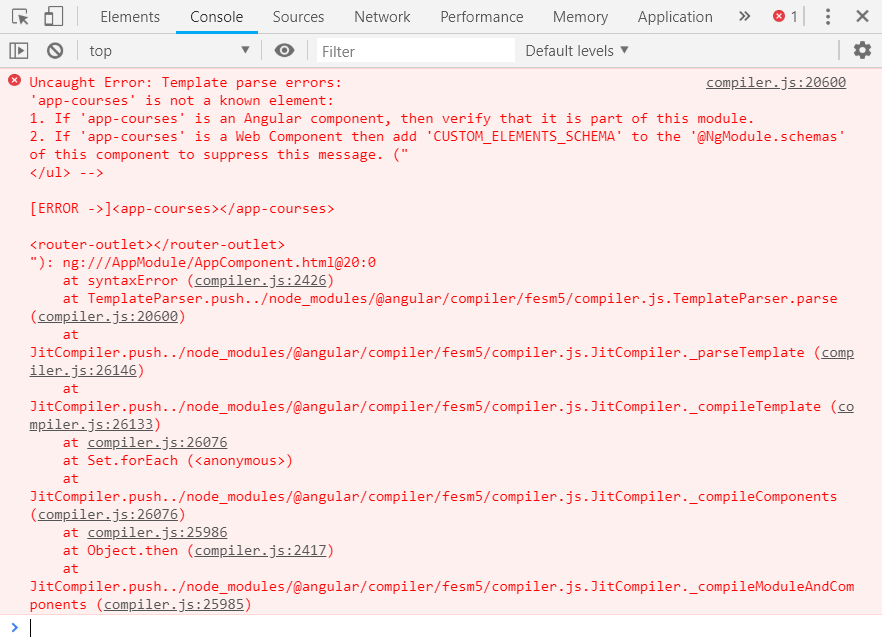 Elements Console Sources Network Performance Memory Application » 1
top ▼ Filter Default levels ▼
Uncaught Error: Template parse errors: compiler.js:20600
'app-courses' is not a known element:
1. If 'app-courses' is an Angular component, then verify that it is part of this module.
2. If 'app-courses' is a Web Component then add 'CUSTOM_ELEMENTS_SCHEMA' to the '@NgModule.schemas'
of this component to suppress this message. ("
</ul> -->
[ERROR ->]<app-courses></app-courses>
<router-outlet></router-outlet>
"): ng:///AppModule/AppComponent.html@20:0
at syntaxError (compiler.js:2426)
at TemplateParser.push../node_modules/@angular/compiler/fesm5/compiler.js.TemplateParser.parse
(compiler.js:20600)
at
JitCompiler.push../node_modules/@angular/compiler/fesm5/compiler.js.JitCompiler._parseTemplate (comp
iler.js:26146)
at
JitCompiler.push../node_modules/@angular/compiler/fesm5/compiler.js.JitCompiler._compileTemplate (co
mpiler.js:26133)
at compiler.js:26076
at Set.forEach (<anonymous>)
at
JitCompiler.push../node_modules/@angular/compiler/fesm5/compiler.js.JitCompiler._compileComponents
(compiler.js:26076)
at compiler.js:25986
at Object.then (compiler.js:2417)
at
JitCompiler.push../node_modules/@angular/compiler/fesm5/compiler.js.JitCompiler._compileModuleAndCom
ponents (compiler.js:25985)